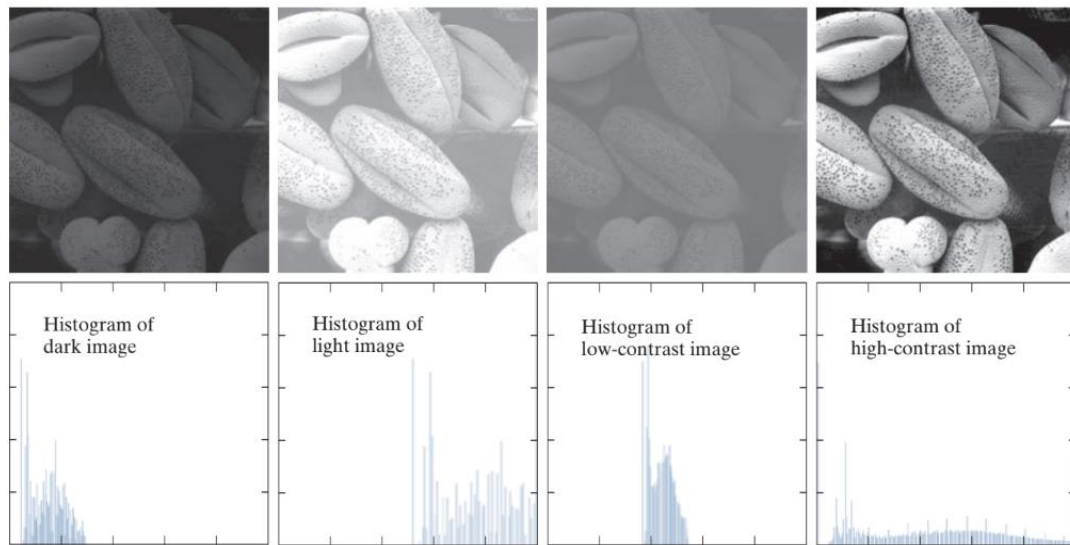 Histogram of
dark image
Histogram of
light image
Histogram of
low-contrast image
Histogram of
high-contrast image